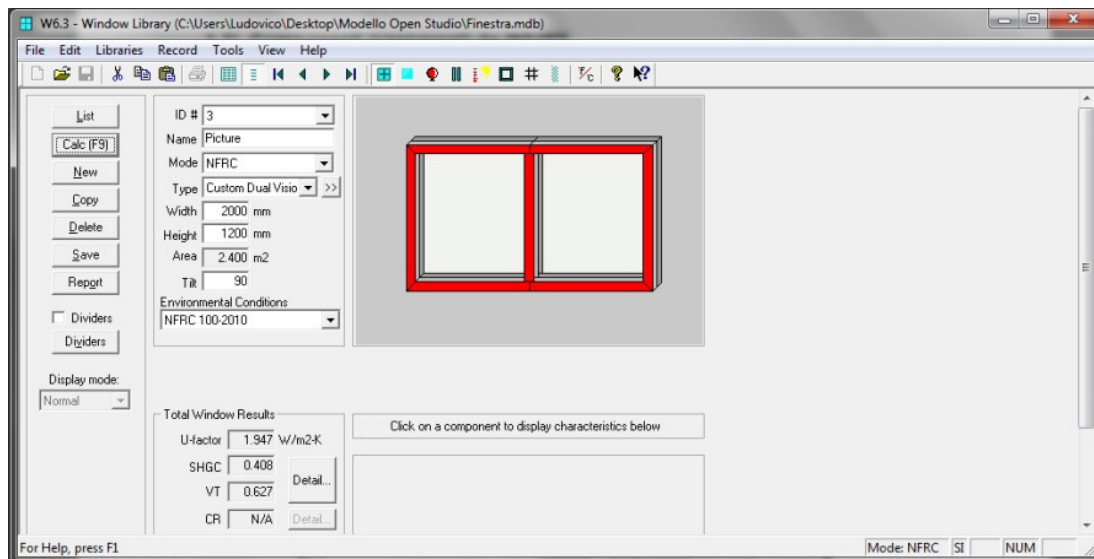 W6.3 - Window Library (C:\Users\Ludovico\Desktop\Modello Open Studio\Finestra.mdb)
File Edit Libraries Record Tools View Help
List
Calc (F9)
New
Copy
Delete
Save
Report
Dividers
Dividers
Display mode:
Normal
ID # 3
Name Picture
Mode NFRC
Type Custom Dual Visio >>
Width 2000 mm
Height 1200 mm
Area 2.400 m2
Tilt 90
Environmental Conditions
NFRC 100-2010
Total Window Results
U-factor 1.947 W/m2-K
SHGC 0.408
VT 0.627
Detail...
CR N/A Detail...
Click on a component to display characteristics below
For Help, press F1
Mode: NFRC SI NUM